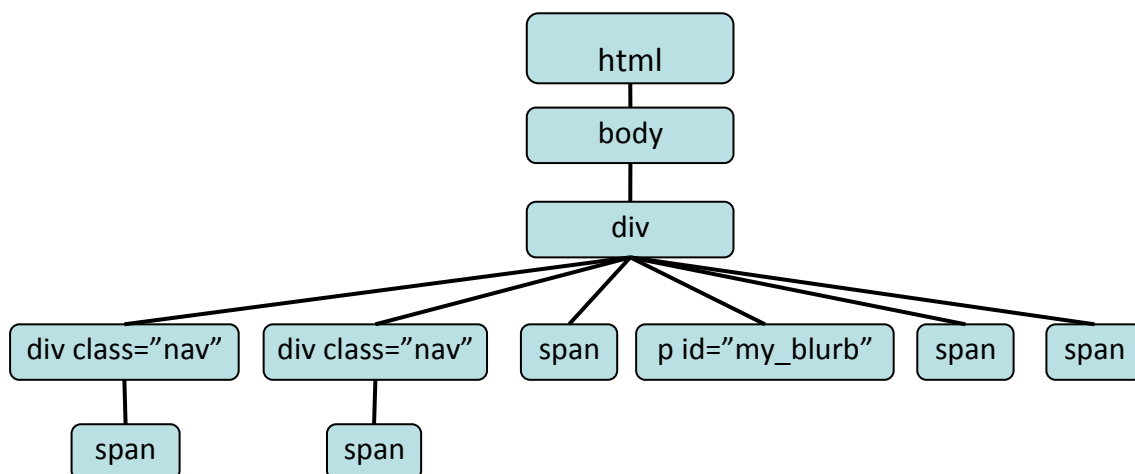 html
body
div
div class=”nav”
div class=”nav”
span
p id=”my_blurb”
span
span
span
span